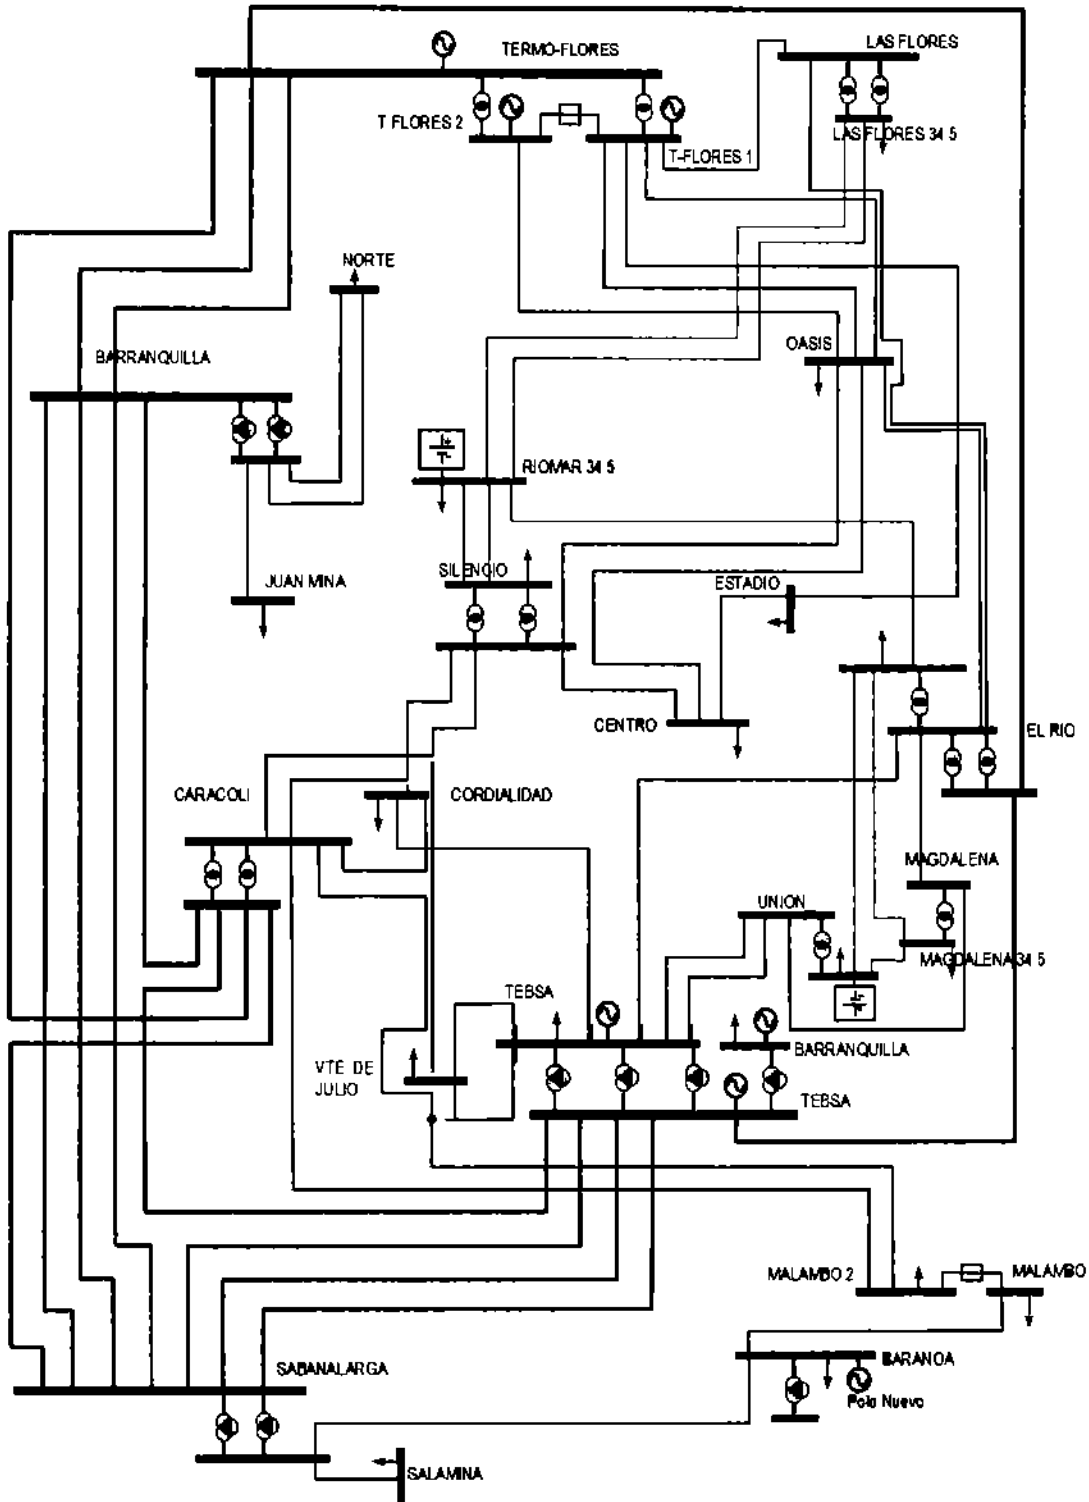 TERMO-FLORES
LAS FLORES
T FLORES 2
LAS FLORES 34 5
T-FLORES 1
NORTE
OASIS
BARRANQUILLA
RIOMAR 34 5
SILENCIO
JUAN MINA
ESTADIO
CENTRO
EL RIO
CARACOLI
CORDIALIDAD
MAGDALENA
UNION
MAGDALENA 34 5
TEBSA
BARRANQUILLA
VTE DE
JULIO
TEBSA
MALAMBO 2
MALAMBO
BARANOA
SABANALARGA
Polo Nuevo
SALAMINA